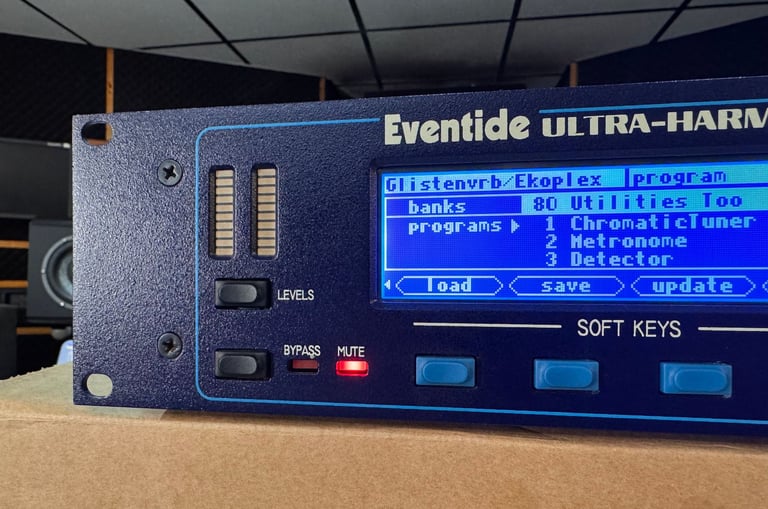 Eventide ULTRA-HARM
Glistenvrb/Ekoplex program
banks 80 Utilities Too
programs 1 ChromaticTuner
2 Metronome
3 Detector
load save update
LEVELS
SOFT KEYS
BYPASS MUTE